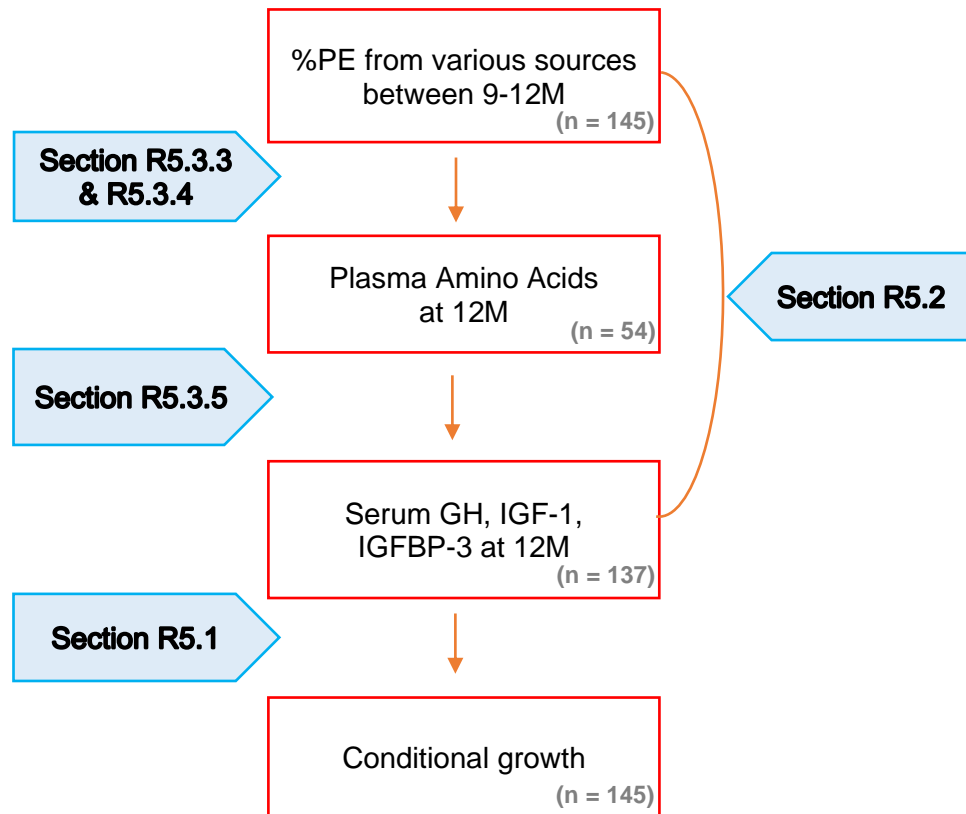 %PE from various sources
between 9-12M
(n = 145)
Section R5.3.3
& R5.3.4
Plasma Amino Acids
at 12M
(n = 54)
Section R5.2
Section R5.3.5
Serum GH, IGF-1,
IGFBP-3 at 12M
(n = 137)
Section R5.1
Conditional growth
(n = 145)